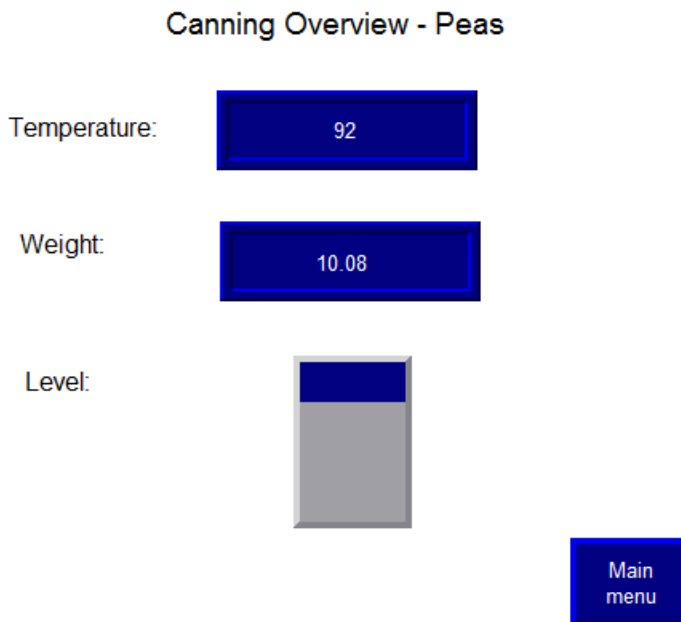 Canning Overview - Peas
Temperature:
92
Weight:
10.08
Level:
Main
menu